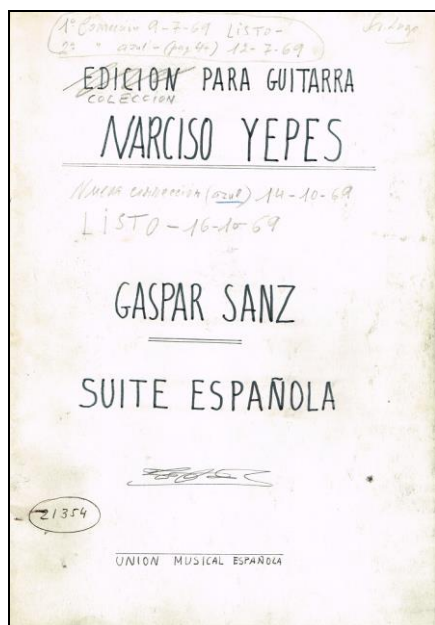 1ª Corrección 9-7-69 LISTO-
2ª " azul - (pag 4º) 12-7-69
EDICION PARA GUITARRA
COLECCION
NARCISO YEPES
Nueva corrección (azul) 14-10-69
LISTO - 16-10-69
GASPAR SANZ
SUITE ESPAÑOLA
21354
UNION MUSICAL ESPAÑOLA